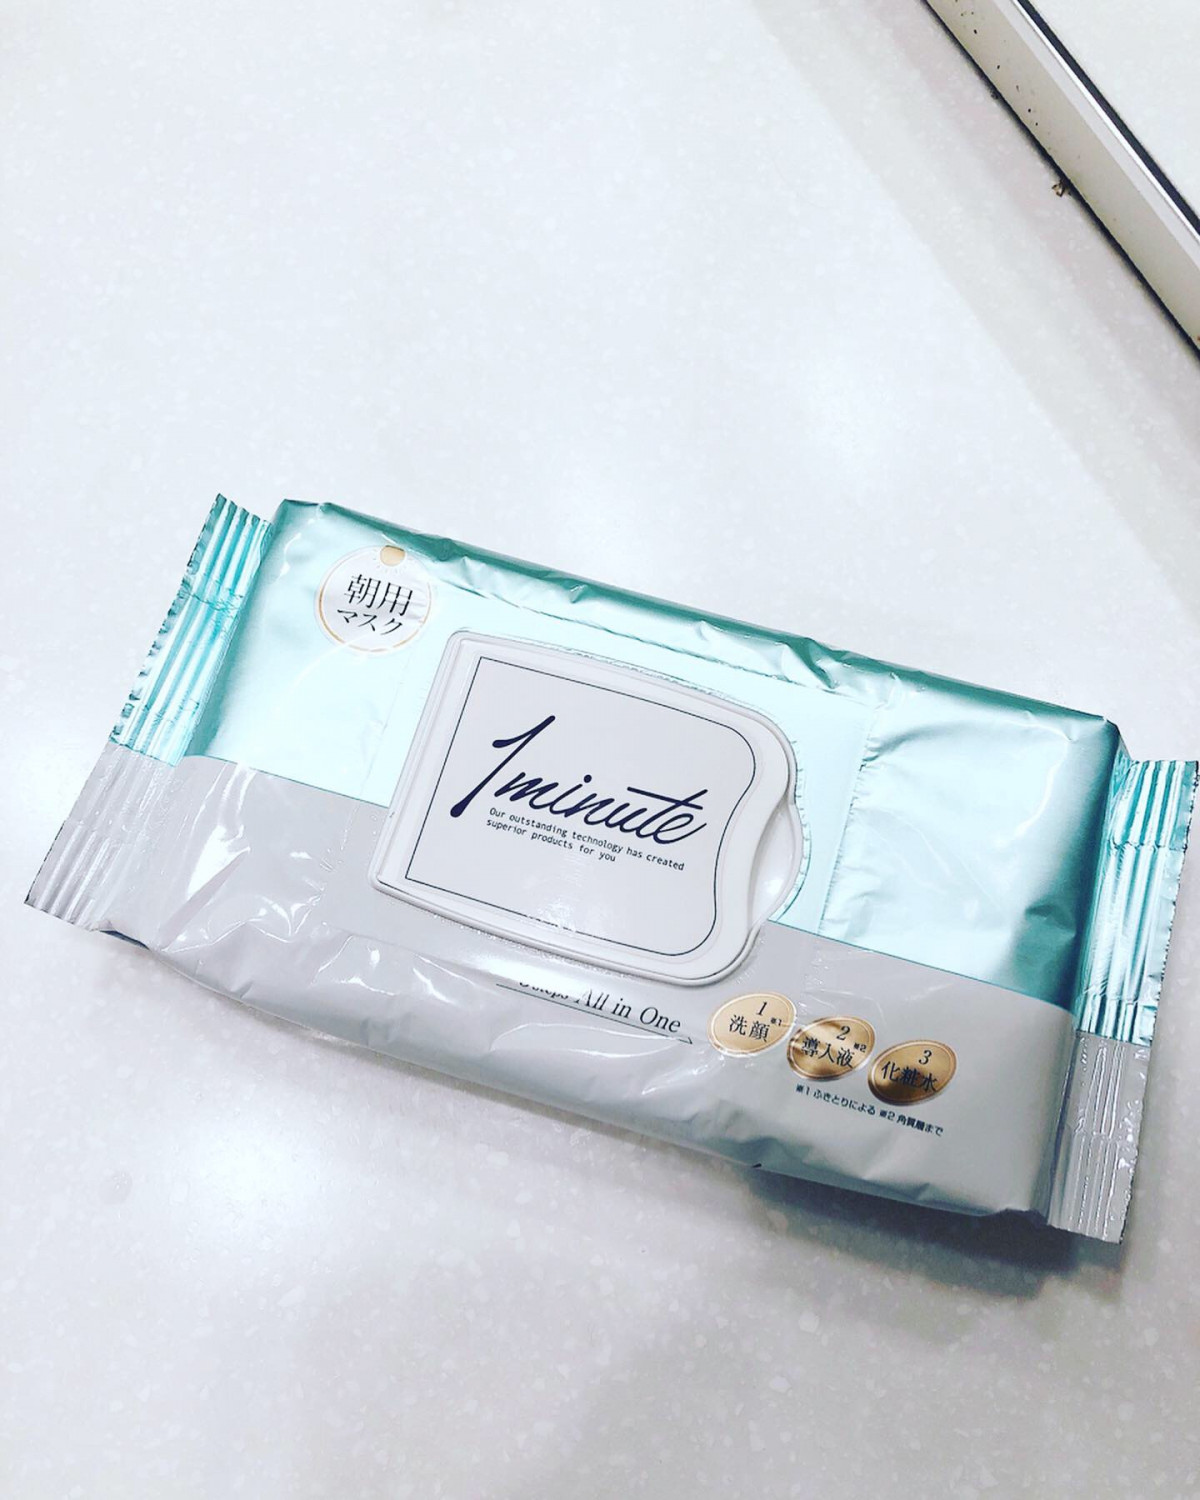 朝用
マスク
1minute
Our outstanding technology has created
superior products for you
All in One
1
洗顔
※1
2
導入液
※2
3
化粧水
※1 ふきとりによる ※2 角質層まで